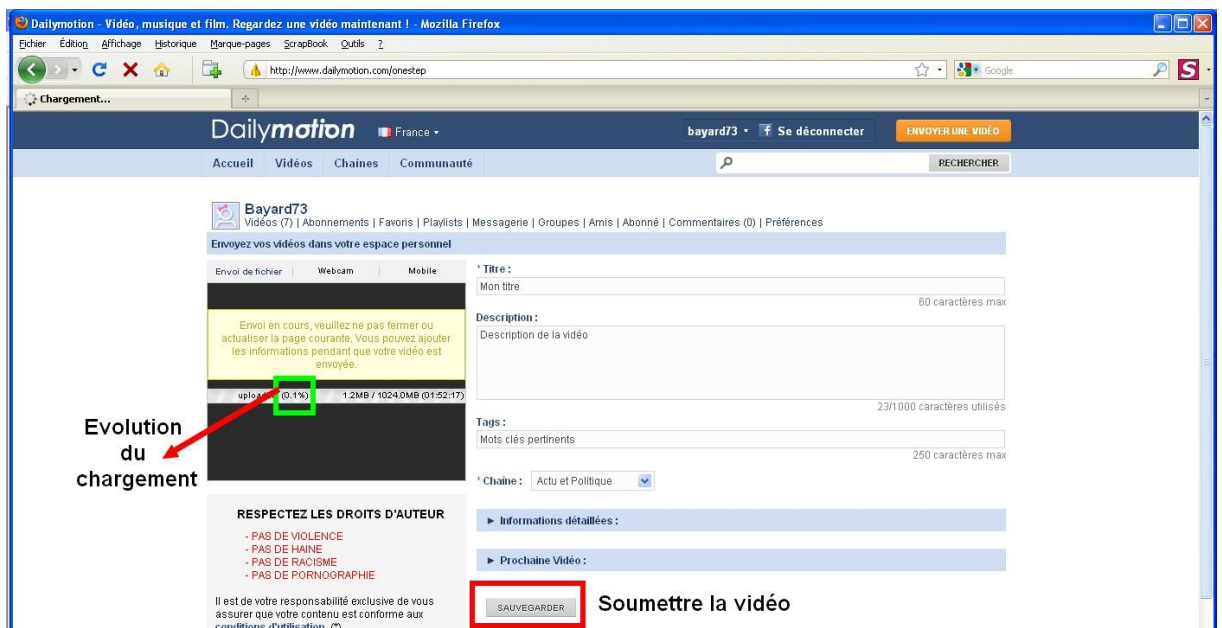 Dailymotion - Vidéo, musique et film. Regardez une vidéo maintenant ! - Mozilla Firefox
Fichier Édition Affichage Historique Marque-pages ScrapBook Outils ?
http://www.dailymotion.com/onestep
Google
S
Chargement...
Dailymotion
France
bayard73
f Se déconnecter
ENVOYER UNE VIDÉO
Accueil Vidéos Chaînes Communauté
RECHERCHER
Bayard73
Vidéos (7) | Abonnements | Favoris | Playlists | Messagerie | Groupes | Amis | Abonné | Commentaires (0) | Préférences
Envoyez vos vidéos dans votre espace personnel
Envoi de fichier Webcam Mobile
Envoi en cours, veuillez ne pas fermer ou
actualiser la page courante. Vous pouvez ajouter
les informations pendant que votre vidéo est
envoyée.
(0.1%) 1.2MB / 1024.0MB (01:52:17)
Evolution
du
chargement
RESPECTEZ LES DROITS D'AUTEUR
- PAS DE VIOLENCE
- PAS DE HAINE
- PAS DE RACISME
- PAS DE PORNOGRAPHIE
Il est de votre responsabilité exclusive de vous
assurer que votre contenu est conforme aux
conditions d'utilisation. (*)
* Titre :
Mon titre
60 caractères max
Description :
Description de la vidéo
23/1000 caractères utilisés
Tags :
Mots clés pertinents
250 caractères max
* Chaîne : Actu et Politique
► Informations détaillées :
► Prochaine Vidéo :
SAUVEGARDER
Soumettre la vidéo